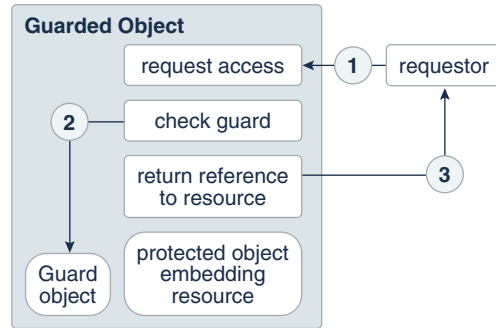 Guarded Object
request access
1
requestor
2
check guard
return reference
to resource
3
Guard
object
protected object
embedding
resource